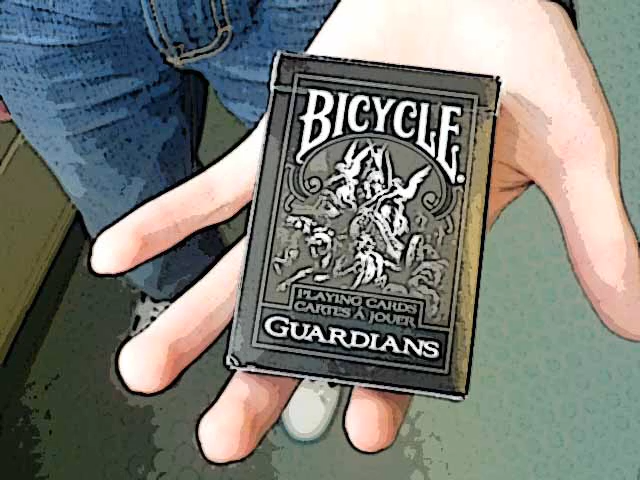 BICYCLE
PLAYING CARDS
CARTES À JOUER
GUARDIANS